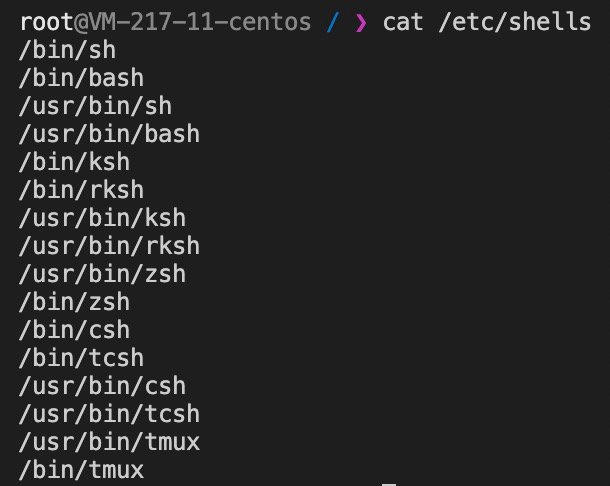 root@VM-217-11-centos / ❯ cat /etc/shells
/bin/sh
/bin/bash
/usr/bin/sh
/usr/bin/bash
/bin/ksh
/bin/rksh
/usr/bin/ksh
/usr/bin/rksh
/usr/bin/zsh
/bin/zsh
/bin/csh
/bin/tcsh
/usr/bin/csh
/usr/bin/tcsh
/usr/bin/tmux
/bin/tmux